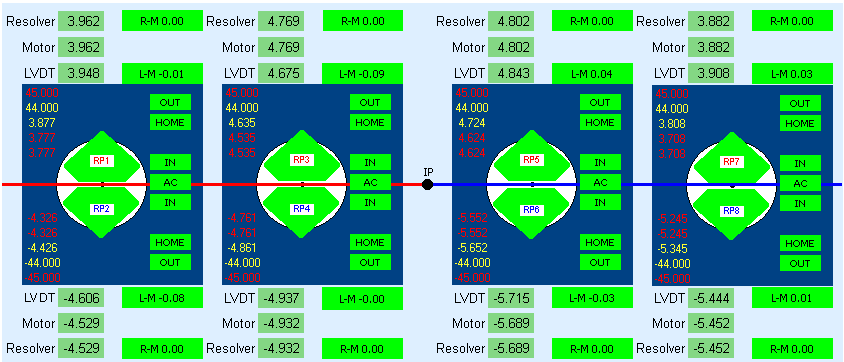 Resolver 3.962 R-M 0.00
Motor 3.962
LVDT 3.948 L-M -0.01
45.000
44.000 OUT
3.877 HOME
3.777
3.777 IN
RP1
AC
RP2 IN
-4.326
-4.326
-4.426 HOME
-44.000 OUT
-45.000
LVDT -4.606 L-M -0.08
Motor -4.529
Resolver -4.529 R-M 0.00
Resolver 4.769 R-M 0.00
Motor 4.769
LVDT 4.675 L-M -0.09
45.000
44.000 OUT
4.635 HOME
4.535
4.535 IN
RP3
AC
RP4 IN
-4.761
-4.761
-4.861 HOME
-44.000 OUT
-45.000
LVDT -4.937 L-M -0.00
Motor -4.932
Resolver -4.932 R-M 0.00
IP
Resolver 4.802 R-M 0.00
Motor 4.802
LVDT 4.843 L-M 0.04
45.000
44.000 OUT
4.724 HOME
4.624
4.624 IN
RP5
AC
RP6 IN
-5.552
-5.552
-5.652 HOME
-44.000 OUT
-45.000
LVDT -5.715 L-M -0.03
Motor -5.689
Resolver -5.689 R-M 0.00
Resolver 3.882 R-M 0.00
Motor 3.882
LVDT 3.908 L-M 0.03
45.000
44.000 OUT
3.808 HOME
3.708
3.708 IN
RP7
AC
RP8 IN
-5.245
-5.245
-5.345 HOME
-44.000 OUT
-45.000
LVDT -5.444 L-M 0.01
Motor -5.452
Resolver -5.452 R-M 0.00